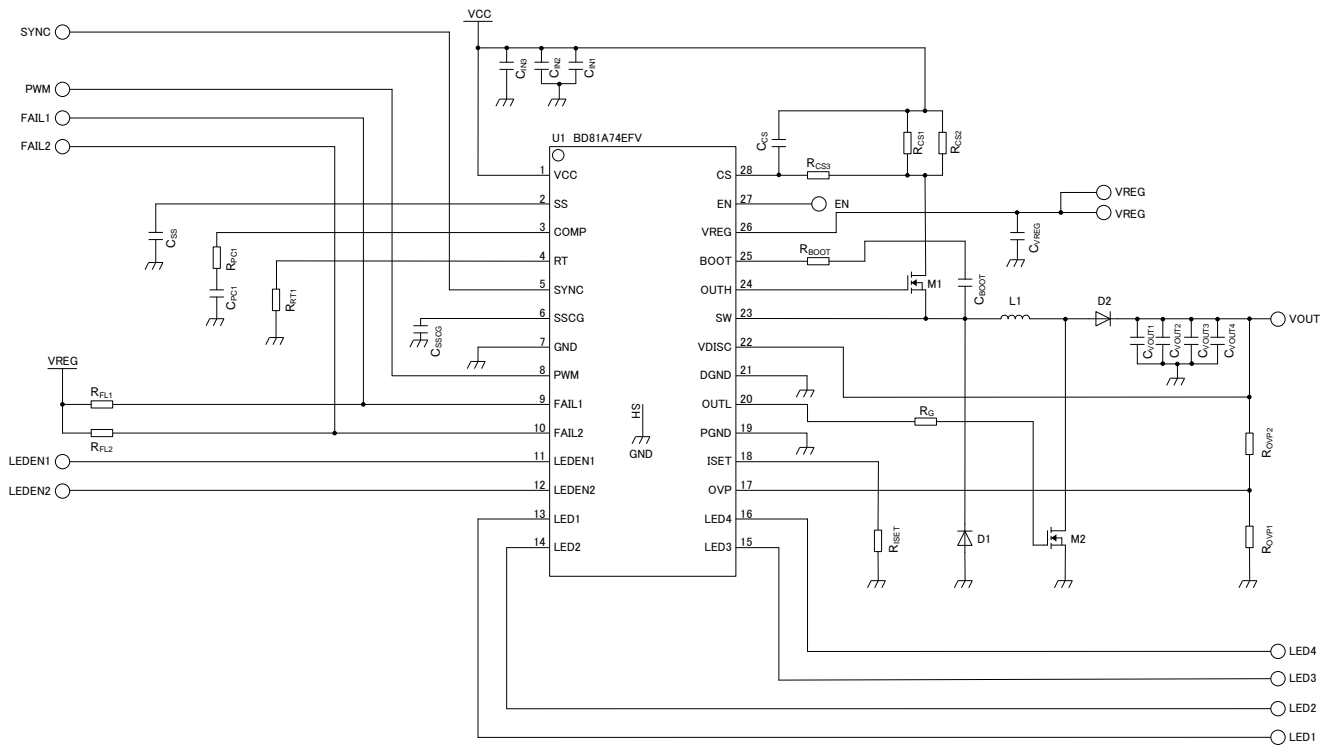 VCC
SYNC
CIN3
CIN2
CIN1
PWM
FAIL1
FAIL2
U1 BD81A74EFV
CCS
RCS1
RCS2
RCS3
1 VCC
CS 28
2 SS
EN 27
EN
VREG
VREG
3 COMP
VREG 26
CVREG
CSS
RPC1
4 RT
BOOT 25
RBOOT
CBOOT
CPC1
RRT1
5 SYNC
OUTH 24
M1
6 SSCG
SW 23
L1
D2
VOUT
CSSCG
CVOUT1
CVOUT2
CVOUT3
CVOUT4
7 GND
VDISC 22
VREG
8 PWM
DGND 21
RFL1
9 FAIL1
OUTL 20
RG
HS
RFL2
10 FAIL2
PGND 19
ROVP2
GND
LEDEN1
11 LEDEN1
ISET 18
LEDEN2
12 LEDEN2
OVP 17
13 LED1
LED4 16
RISET
D1
M2
ROVP1
14 LED2
LED3 15
LED4
LED3
LED2
LED1